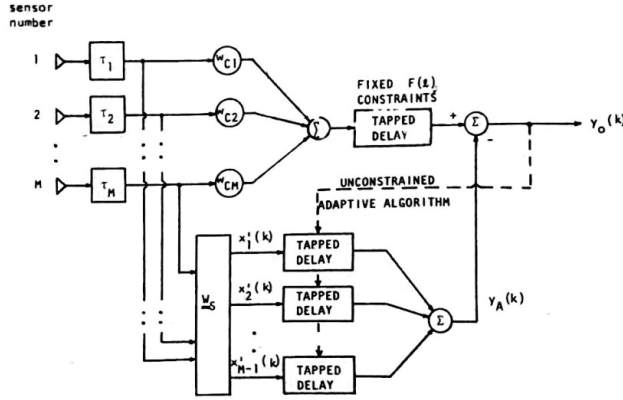 sensor
number
1
τ1
wC1
FIXED F(ℓ)
CONSTRAINTS
TAPPED
DELAY
+
Σ
-
yo(k)
2
τ2
wC2
Σ
M
τM
wCM
UNCONSTRAINED
ADAPTIVE ALGORITHM
Ws
x'1(k)
TAPPED
DELAY
x'2(k)
TAPPED
DELAY
Σ
yA(k)
x'M-1(k)
TAPPED
DELAY